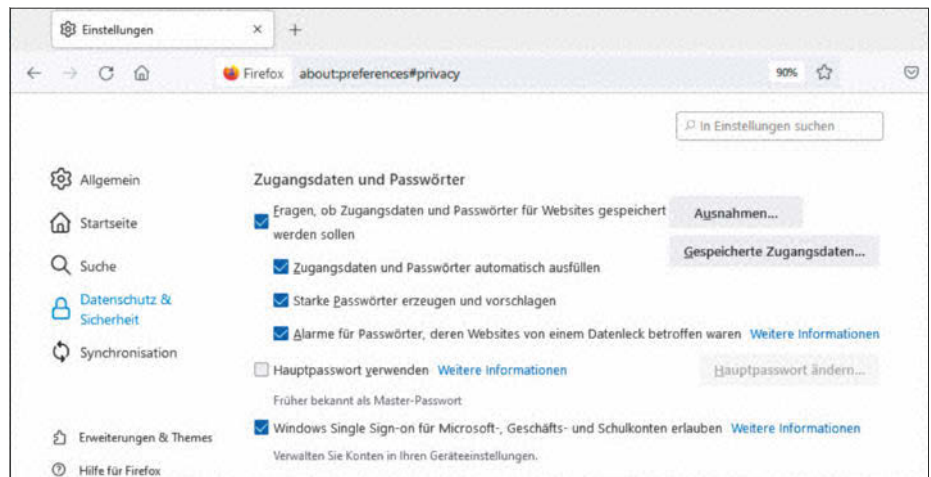 Einstellungen
Firefox about:preferences#privacy 90%
In Einstellungen suchen
Allgemein
Startseite
Suche
Datenschutz &
Sicherheit
Synchronisation
Erweiterungen & Themes
Hilfe für Firefox
Zugangsdaten und Passwörter
Fragen, ob Zugangsdaten und Passwörter für Websites gespeichert
werden sollen
Ausnahmen...
Gespeicherte Zugangsdaten...
Zugangsdaten und Passwörter automatisch ausfüllen
Starke Passwörter erzeugen und vorschlagen
Alarme für Passwörter, deren Websites von einem Datenleck betroffen waren Weitere Informationen
Hauptpasswort verwenden Weitere Informationen
Hauptpasswort ändern...
Früher bekannt als Master-Passwort
Windows Single Sign-on für Microsoft-, Geschäfts- und Schulkonten erlauben Weitere Informationen
Verwalten Sie Konten in Ihren Geräteeinstellungen.